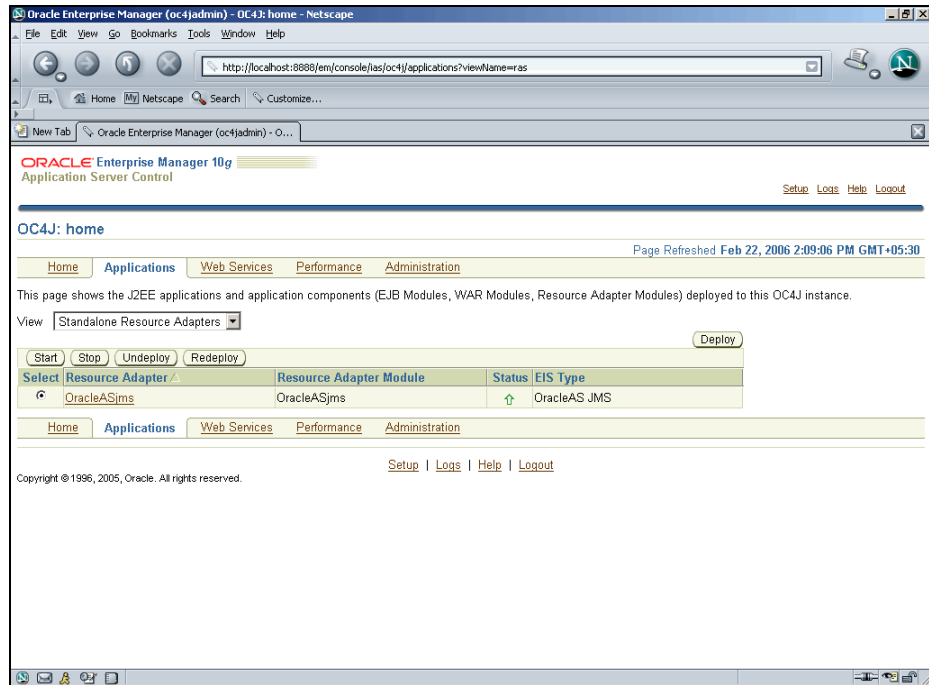 Oracle Enterprise Manager (oc4jadmin) - OC4J: home - Netscape
File Edit View Go Bookmarks Tools Window Help
http://localhost:8888/em/console/ias/oc4j/applications?viewName=ras
N
Home My Netscape Search Customize...
New Tab Oracle Enterprise Manager (oc4jadmin) - O...
ORACLE Enterprise Manager 10g
Application Server Control
Setup Logs Help Logout
OC4J: home
Page Refreshed Feb 22, 2006 2:09:06 PM GMT+05:30
Home Applications Web Services Performance Administration
This page shows the J2EE applications and application components (EJB Modules, WAR Modules, Resource Adapter Modules) deployed to this OC4J instance.
View Standalone Resource Adapters
Deploy
Start Stop Undeploy Redeploy
Select Resource Adapter Resource Adapter Module Status EIS Type
OracleASjms OracleASjms OracleAS JMS
Home Applications Web Services Performance Administration
Setup | Logs | Help | Logout
Copyright © 1996, 2005, Oracle. All rights reserved.